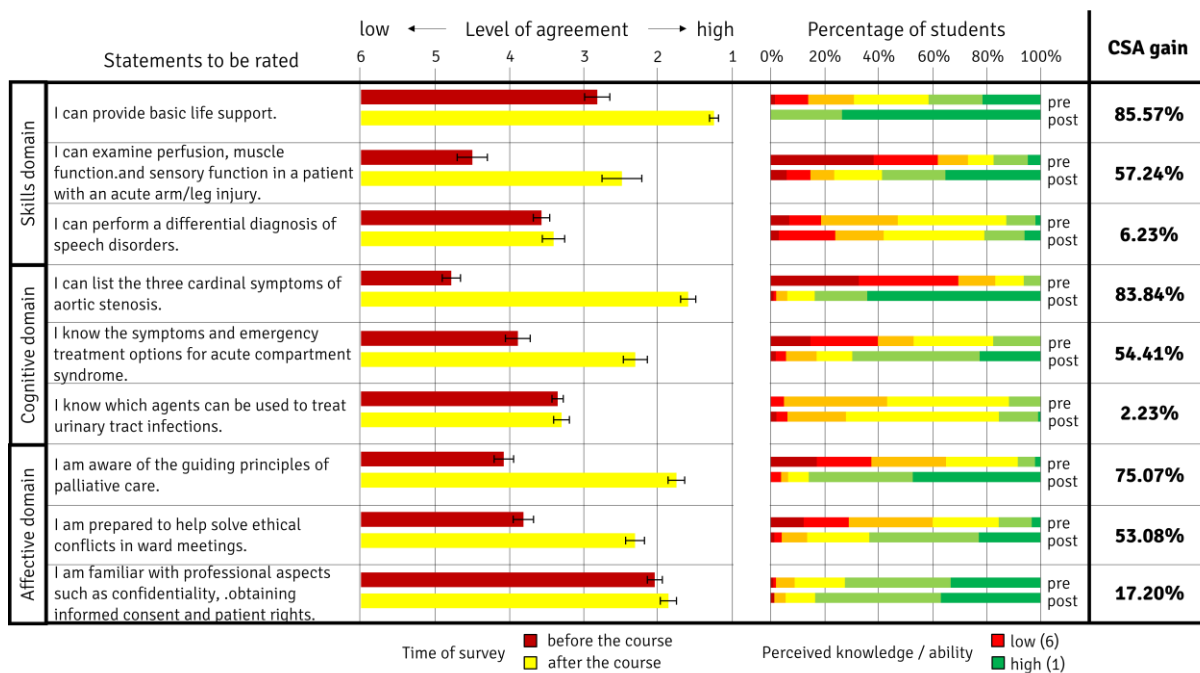 low ← Level of agreement → high
Percentage of students
CSA gain
Statements to be rated
6 5 4 3 2 1
0% 20% 40% 60% 80% 100%
Skills domain
I can provide basic life support.
pre
post
85.57%
I can examine perfusion, muscle
function.and sensory function in a patient
with an acute arm/leg injury.
pre
post
57.24%
I can perform a differential diagnosis of
speech disorders.
pre
post
6.23%
Cognitive domain
I can list the three cardinal symptoms of
aortic stenosis.
pre
post
83.84%
I know the symptoms and emergency
treatment options for acute compartment
syndrome.
pre
post
54.41%
I know which agents can be used to treat
urinary tract infections.
pre
post
2.23%
Affective domain
I am aware of the guiding principles of
palliative care.
pre
post
75.07%
I am prepared to help solve ethical
conflicts in ward meetings.
pre
post
53.08%
I am familiar with professional aspects
such as confidentiality, .obtaining
informed consent and patient rights.
pre
post
17.20%
Time of survey
before the course
after the course
Perceived knowledge / ability
low (6)
high (1)